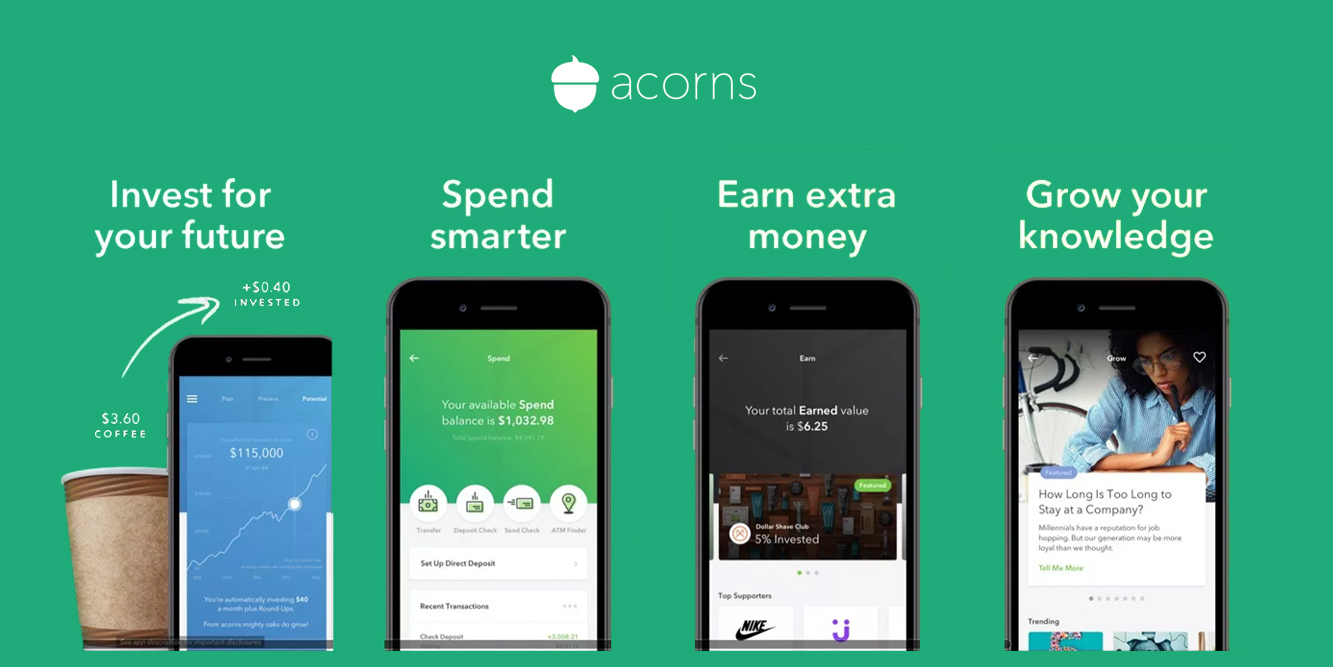 acorns
Invest for
your future
+$0.40
INVESTED
$3.60
COFFEE
Past Present Potential
$115,000
You're automatically investing $40
a month plus Round-Ups.
From acorns mighty oaks do grow!
See app description for important disclosures
Spend
smarter
Spend
Your available Spend
balance is $1,032.98
Total Spend balance: $4,041.19
Transfer Deposit Check Send Check ATM Finder
Set Up Direct Deposit
Recent Transactions
Check Deposit +3,008.21
Earn extra
money
Earn
Your total Earned value
is $6.25
Featured
Dollar Shave Club
5% Invested
Top Supporters
NIKE
Grow your
knowledge
Grow
Featured
How Long Is Too Long to
Stay at a Company?
Millennials have a reputation for job
hopping. But our generation may be more
loyal than we thought.
Tell Me More
Trending